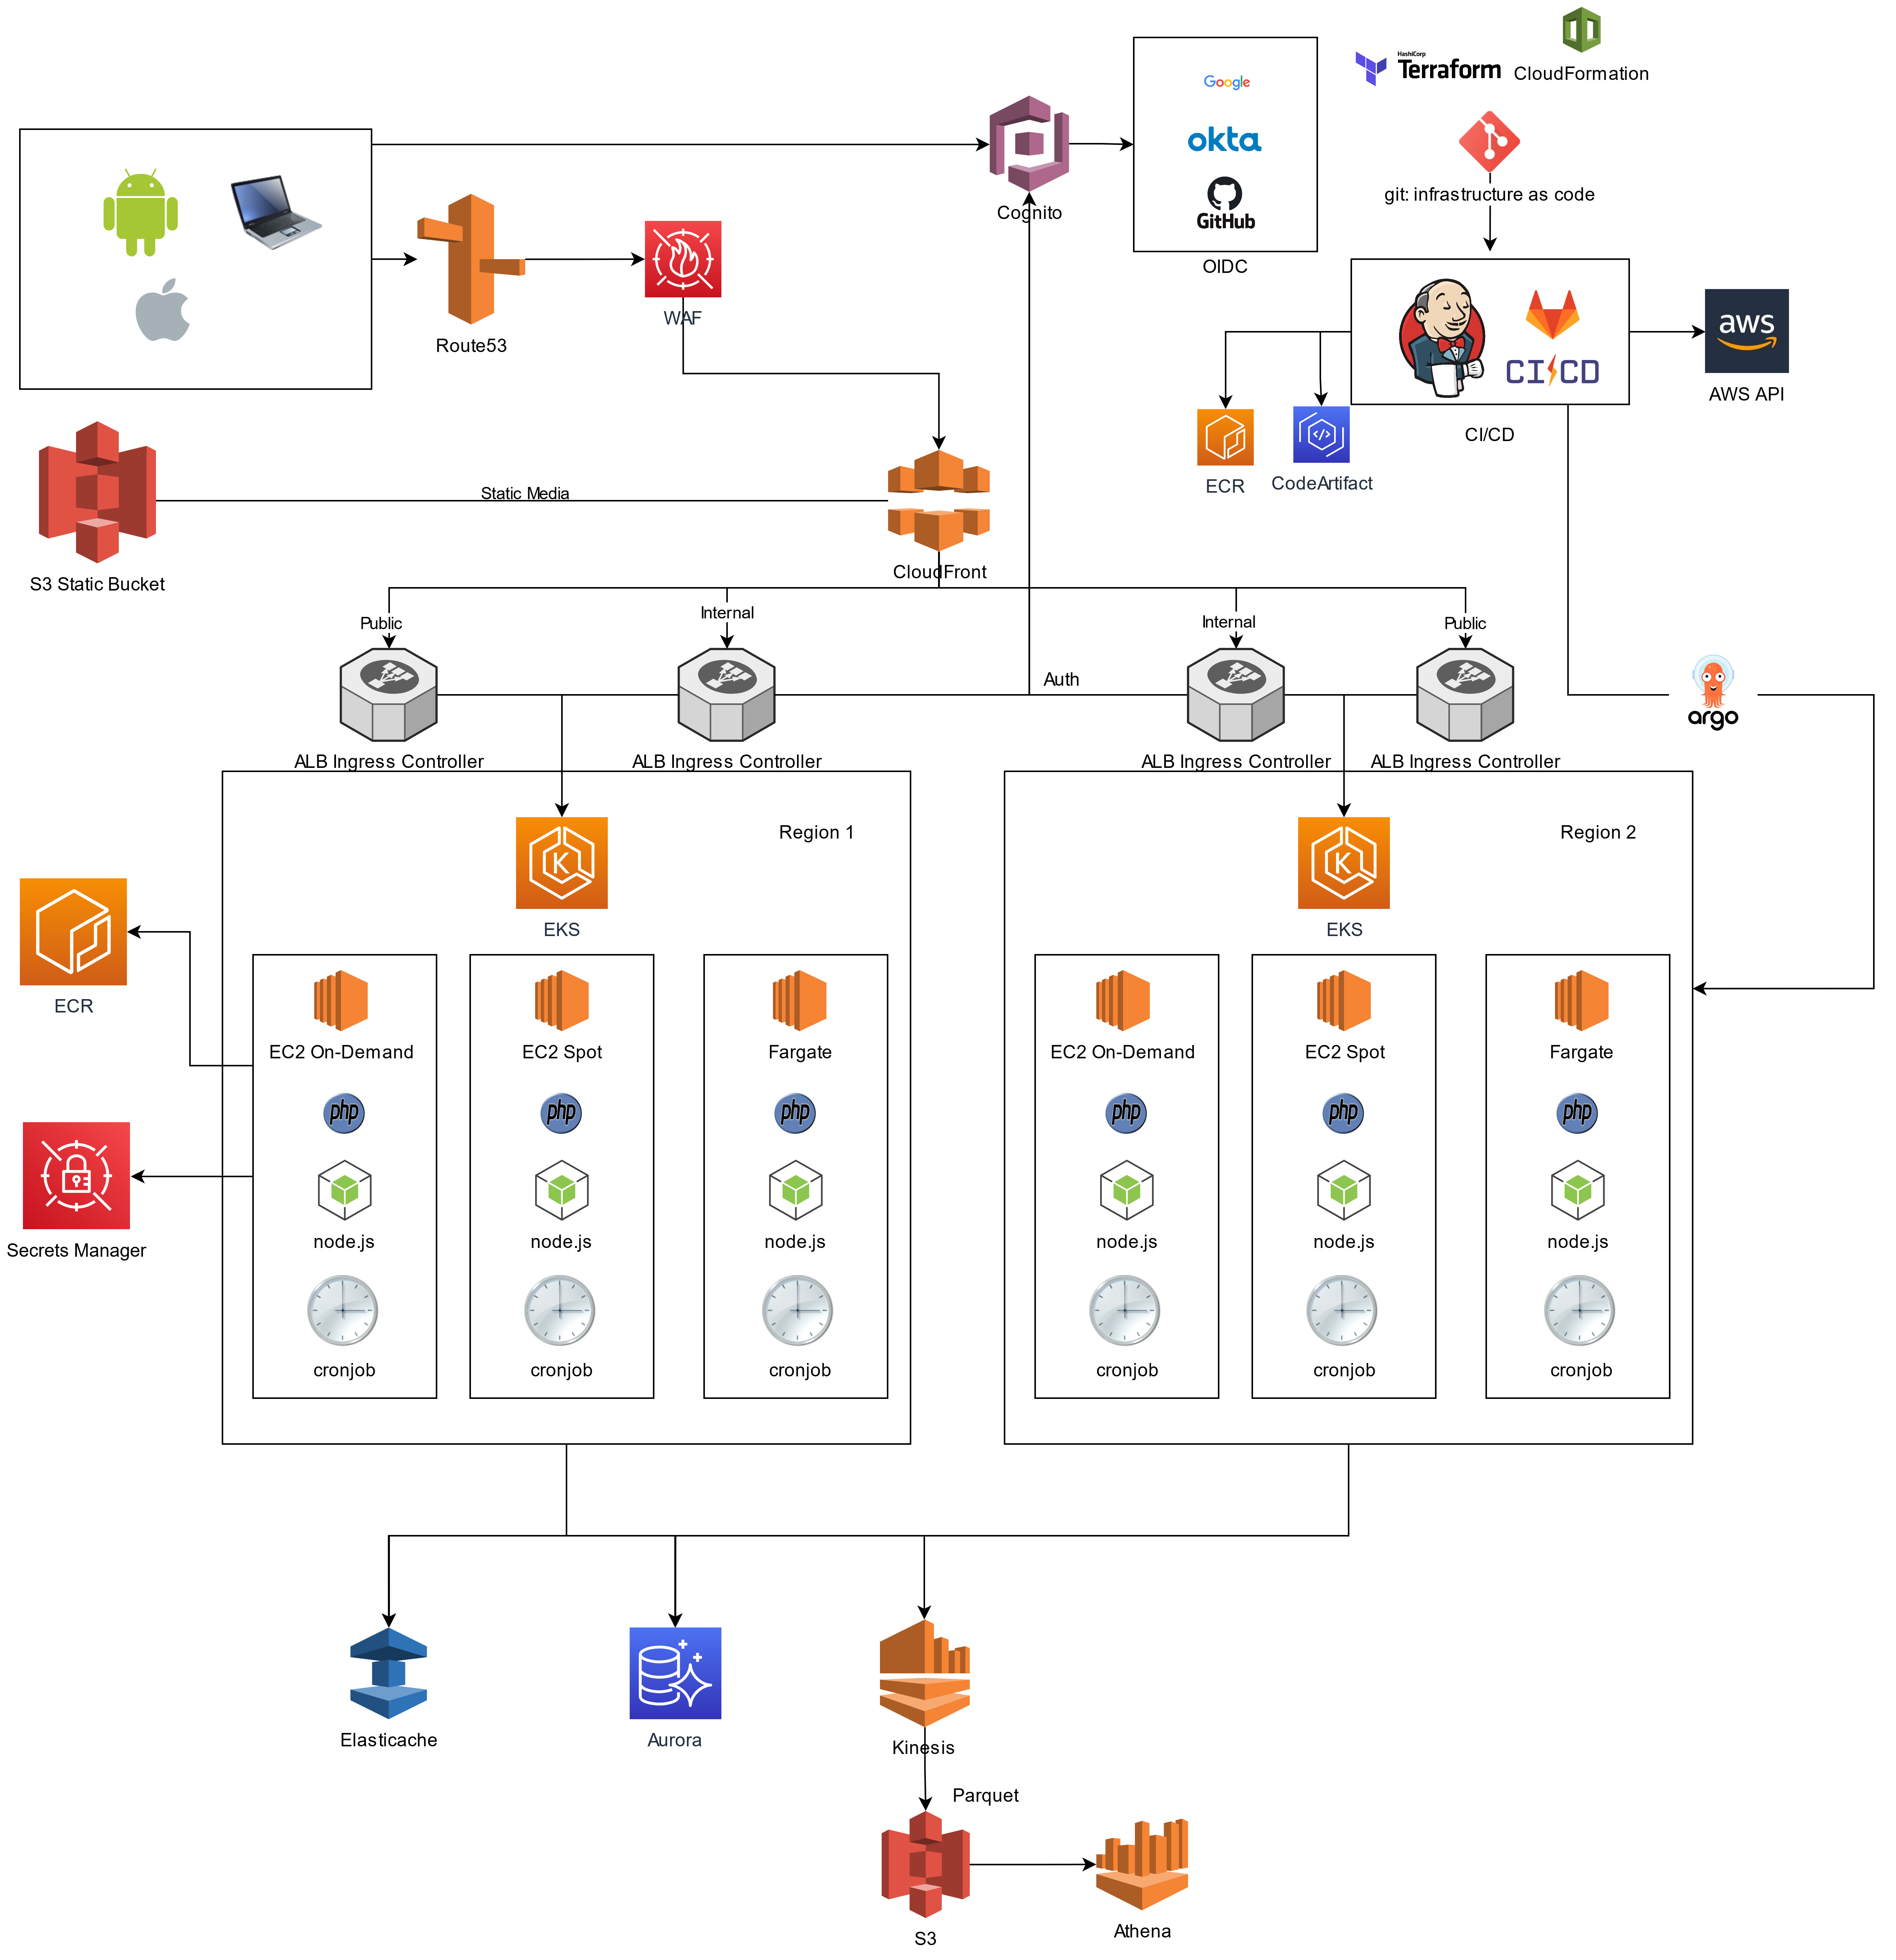 CloudFormation
HashiCorp
Terraform
Google
okta
GitHub
OIDC
Cognito
git: infrastructure as code
Route53
WAF
CI/CD
CI/CD
aws
AWS API
ECR
CodeArtifact
Static Media
S3 Static Bucket
CloudFront
Public
Internal
Internal
Public
Auth
argo
ALB Ingress Controller
ALB Ingress Controller
ALB Ingress Controller
ALB Ingress Controller
Region 1
Region 2
K
K
EKS
EKS
ECR
EC2 On-Demand
EC2 Spot
Fargate
EC2 On-Demand
EC2 Spot
Fargate
php
php
php
php
php
php
Secrets Manager
node.js
node.js
node.js
node.js
node.js
node.js
cronjob
cronjob
cronjob
cronjob
cronjob
cronjob
Elasticache
Aurora
Kinesis
Parquet
S3
Athena